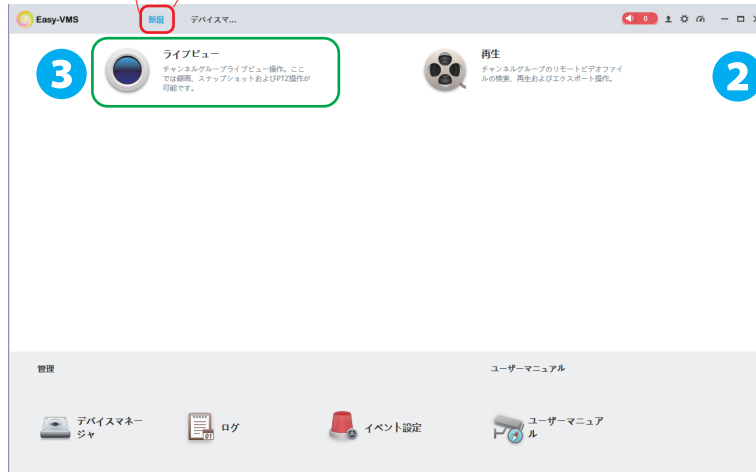 Easy-VMS 新規 デバイスマ... 0
3
ライブビュー
チャンネルグループライブビュー操作。ここ
では録画、スナップショットおよびPTZ操作が
可能です。
再生
チャンネルグループのリモートビデオファイ
ルの検索、再生およびエクスポート操作。
2
管理
ユーザーマニュアル
デバイスマネー
ジャ
ログ
イベント設定
ユーザーマニュア
ル
01